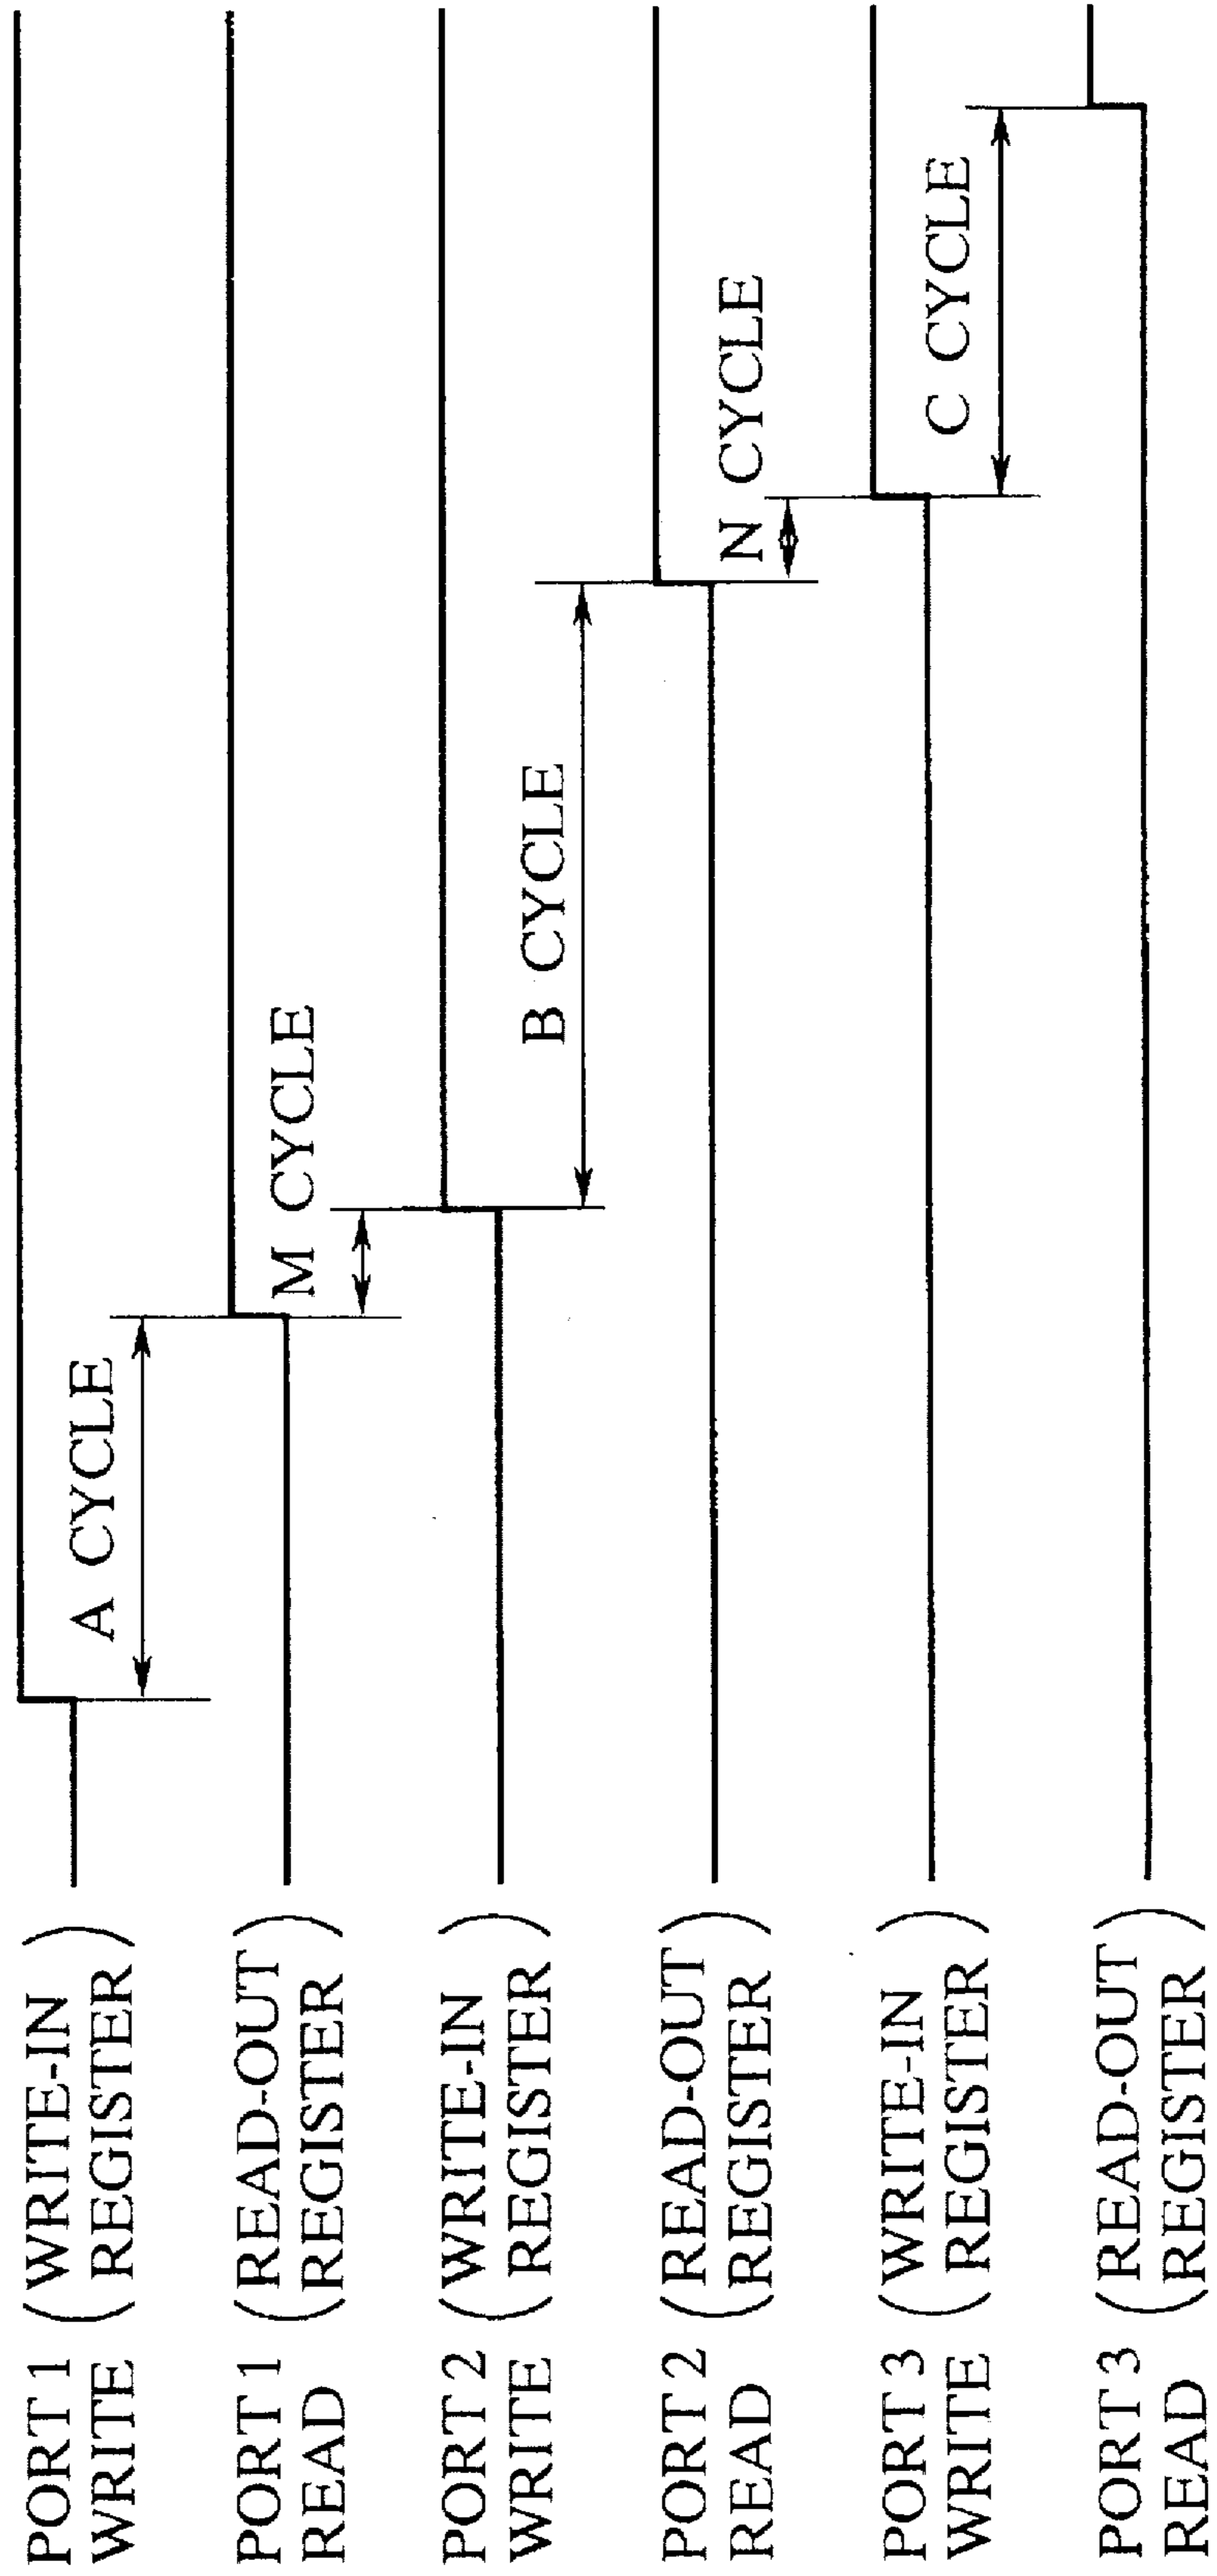 PORT 1 (WRITE-IN)
WRITE (REGISTER)
A CYCLE
PORT 1 (READ-OUT)
READ (REGISTER)
M CYCLE
PORT 2 (WRITE-IN)
WRITE (REGISTER)
B CYCLE
PORT 2 (READ-OUT)
READ (REGISTER)
N CYCLE
PORT 3 (WRITE-IN)
WRITE (REGISTER)
C CYCLE
PORT 3 (READ-OUT)
READ (REGISTER)